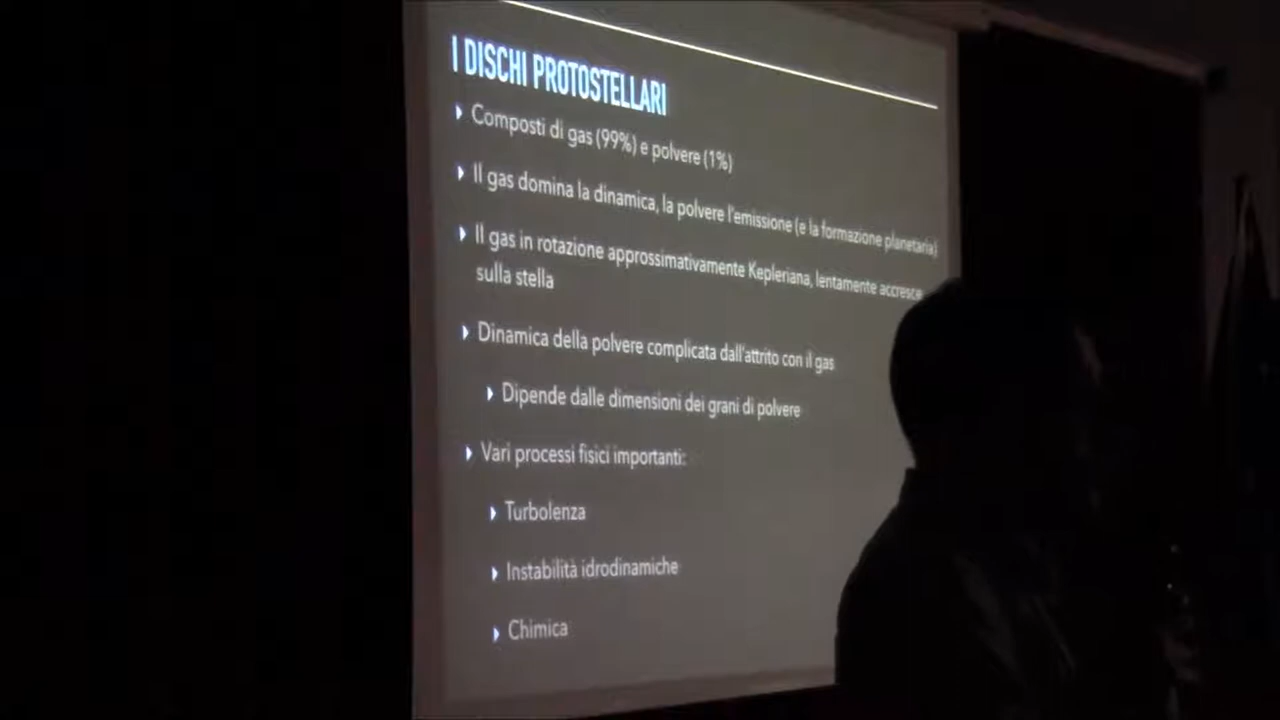 I DISCHI PROTOSTELLARI
Composti di gas (99%) e polvere (1%)
Il gas domina la dinamica, la polvere l'emissione (e la formazione planetaria)
Il gas in rotazione approssimativamente Kepleriana, lentamente accresce
sulla stella
Dinamica della polvere complicata dall'attrito con il gas
Dipende dalle dimensioni dei grani di polvere
Vari processi fisici importanti:
Turbolenza
Instabilità idrodinamiche
Chimica